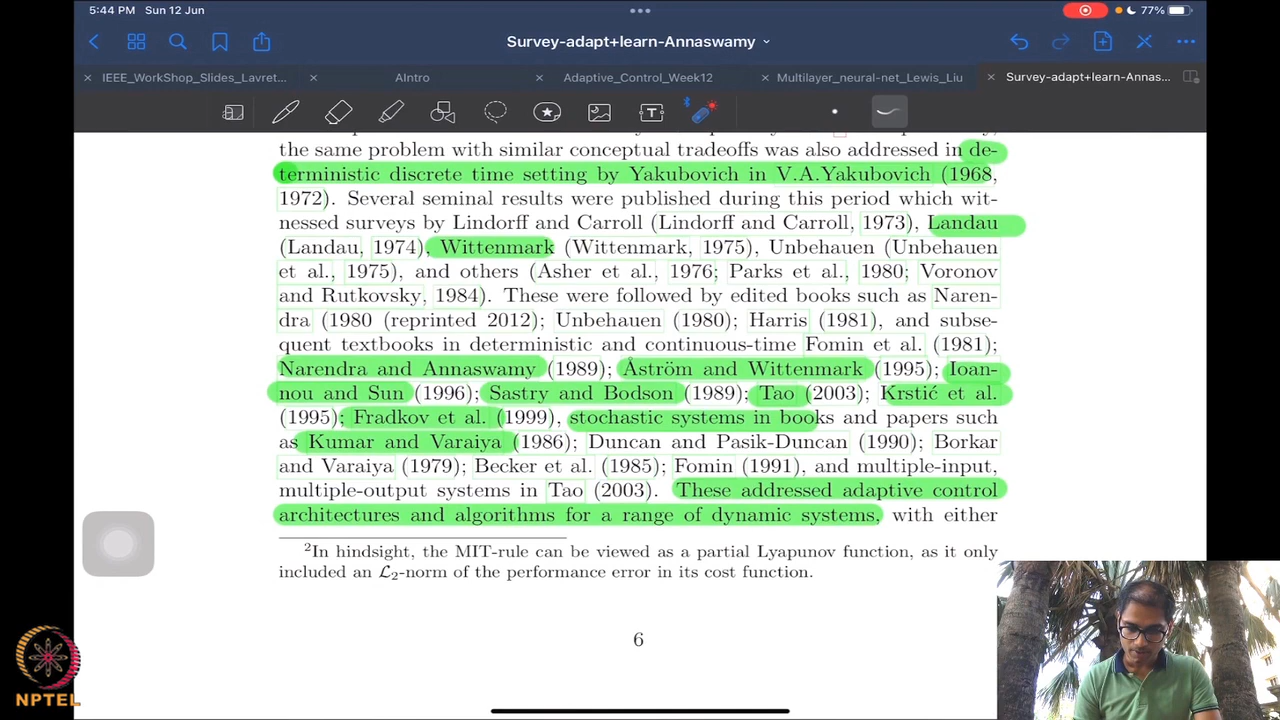 5:44 PM Sun 12 Jun
77%
Survey-adapt+learn-Annaswamy
IEEE_WorkShop_Slides_Lavret...
AIntro
Adaptive_Control_Week12
Multilayer_neural-net_Lewis_Liu
Survey-adapt+learn-Annas...
the same problem with similar conceptual tradeoffs was also addressed in de-
terministic discrete time setting by Yakubovich in V.A.Yakubovich (1968,
1972). Several seminal results were published during this period which wit-
nessed surveys by Lindorff and Carroll (Lindorff and Carroll, 1973), Landau
(Landau, 1974), Wittenmark (Wittenmark, 1975), Unbehauen (Unbehauen
et al., 1975), and others (Asher et al., 1976; Parks et al., 1980; Voronov
and Rutkovsky, 1984). These were followed by edited books such as Naren-
dra (1980 (reprinted 2012); Unbehauen (1980); Harris (1981), and subse-
quent textbooks in deterministic and continuous-time Fomin et al. (1981);
Narendra and Annaswamy (1989); Åström and Wittenmark (1995); Ioan-
nou and Sun (1996); Sastry and Bodson (1989); Tao (2003); Krstić et al.
(1995); Fradkov et al. (1999), stochastic systems in books and papers such
as Kumar and Varaiya (1986); Duncan and Pasik-Duncan (1990); Borkar
and Varaiya (1979); Becker et al. (1985); Fomin (1991), and multiple-input,
multiple-output systems in Tao (2003). These addressed adaptive control
architectures and algorithms for a range of dynamic systems, with either
2In hindsight, the MIT-rule can be viewed as a partial Lyapunov function, as it only
included an ℒ2-norm of the performance error in its cost function.
6
NPTEL